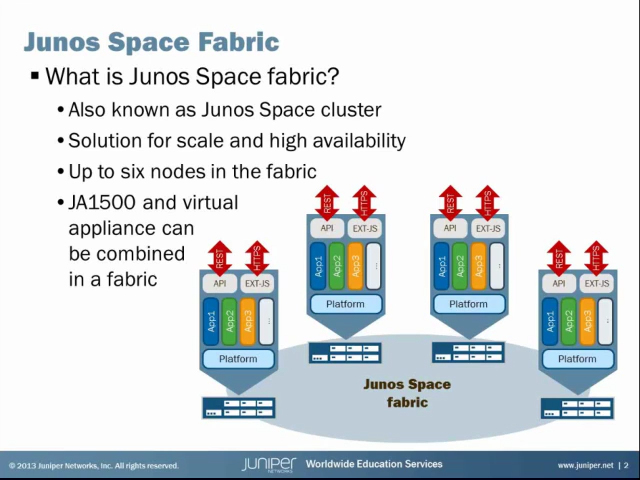 Junos Space Fabric
▪ What is Junos Space fabric?
• Also known as Junos Space cluster
• Solution for scale and high availability
• Up to six nodes in the fabric
• JA1500 and virtual
appliance can
be combined
in a fabric
REST HTTPS
API EXT-JS
App1 App2 App3 ...
Platform
REST HTTPS
API EXT-JS
App1 App2 App3 ...
Platform
REST HTTPS
API EXT-JS
App1 App2 App3 ...
Platform
REST HTTPS
API EXT-JS
App1 App2 App3 ...
Platform
Junos Space
fabric
© 2013 Juniper Networks, Inc. All rights reserved.
JUNIPER
NETWORKS
Worldwide Education Services
www.juniper.net | 2